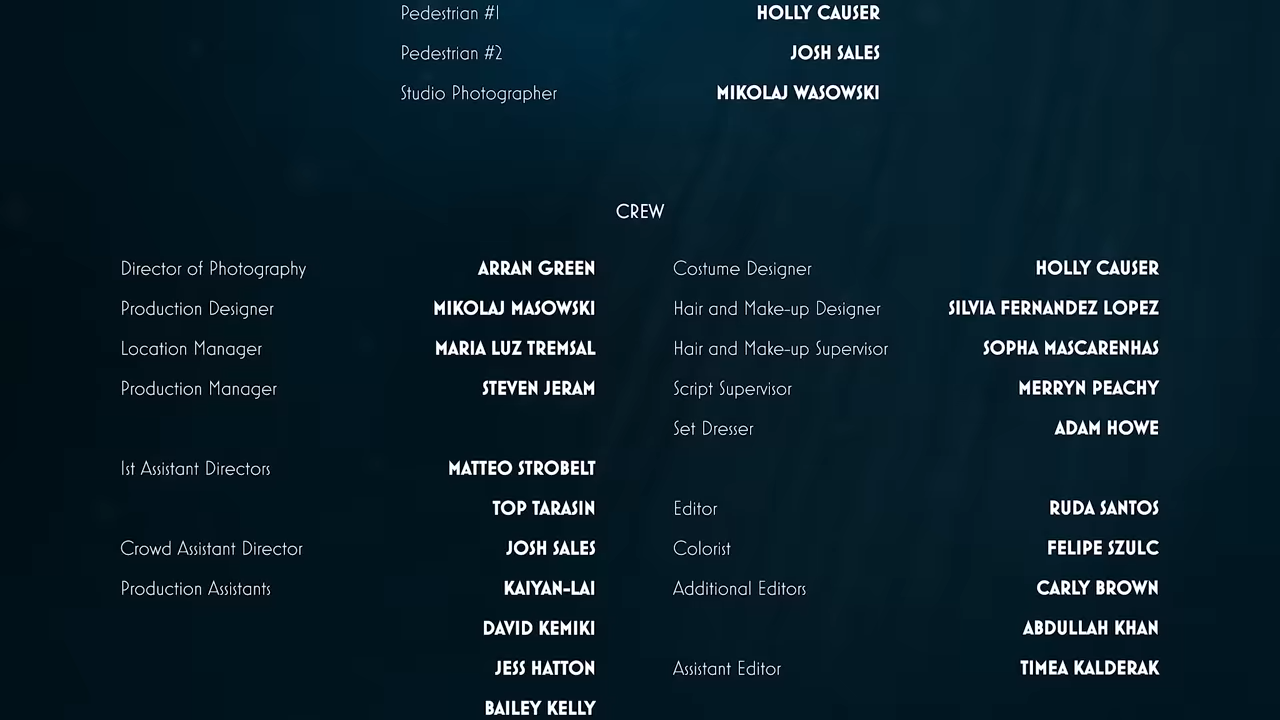 Pedestrian #1 HOLLY CAUSER
Pedestrian #2 JOSH SALES
Studio Photographer MIKOLAJ WASOWSKI
CREW
Director of Photography ARRAN GREEN
Production Designer MIKOLAJ MASOWSKI
Location Manager MARIA LUZ TREMSAL
Production Manager STEVEN JERAM
1st Assistant Directors MATTEO STROBELT
TOP TARASIN
Crowd Assistant Director JOSH SALES
Production Assistants KAIYAN-LAI
DAVID KEMIKI
JESS HATTON
BAILEY KELLY
Costume Designer HOLLY CAUSER
Hair and Make-up Designer SILVIA FERNANDEZ LOPEZ
Hair and Make-up Supervisor SOPHA MASCARENHAS
Script Supervisor MERRYN PEACHY
Set Dresser ADAM HOWE
Editor RUDA SANTOS
Colorist FELIPE SZULC
Additional Editors CARLY BROWN
ABDULLAH KHAN
Assistant Editor TIMEA KALDERAK